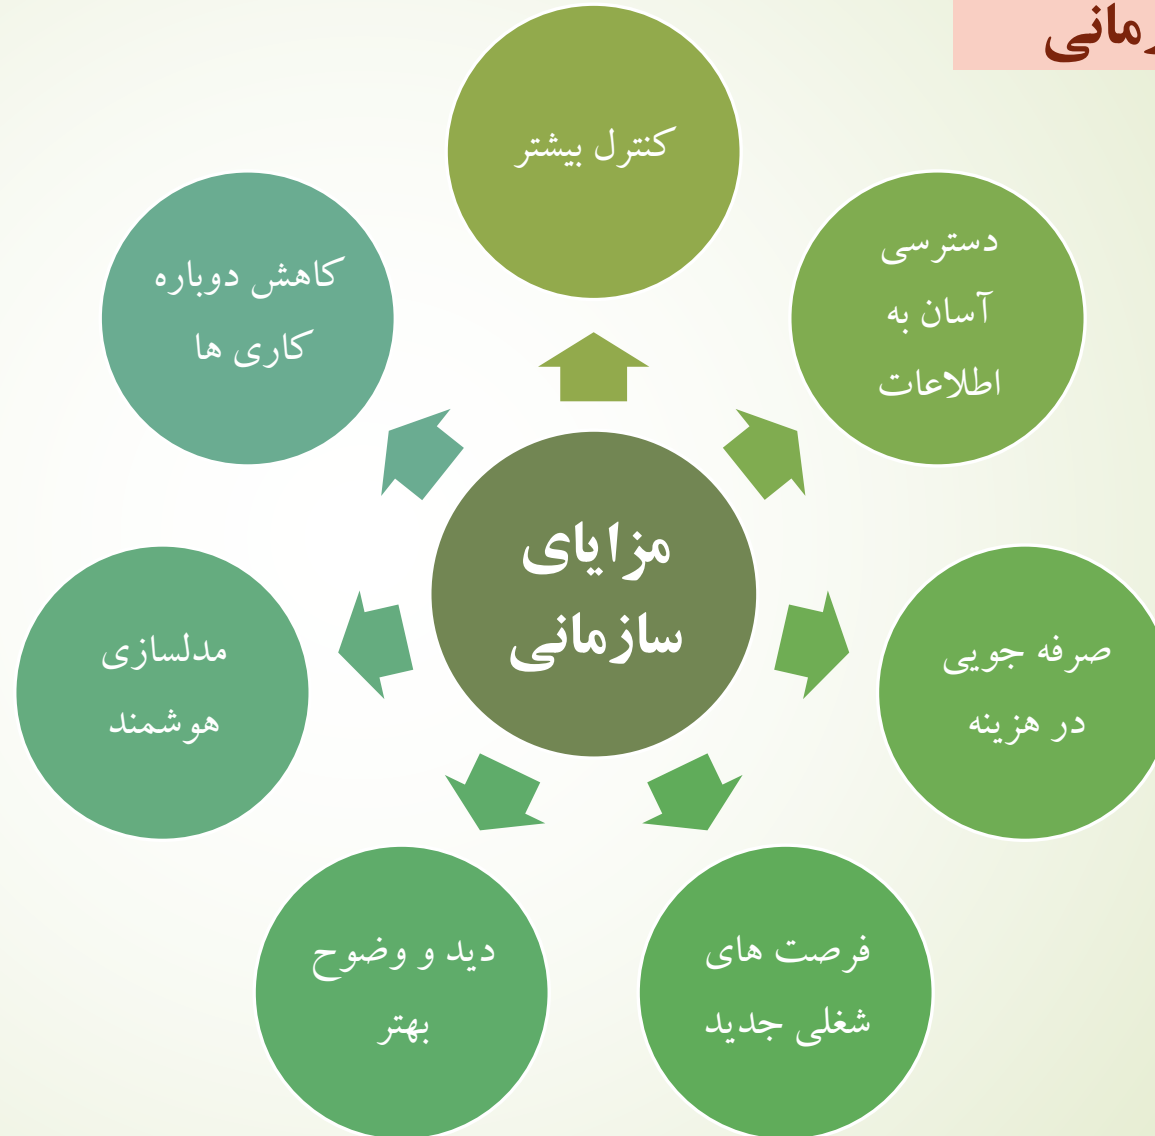 کنترل بیشتر
دسترسی
آسان به
اطلاعات
صرفه جویی
در هزینه
فرصت های
شغلی جدید
دید و وضوح
بهتر
مدلسازی
هوشمند
کاهش دوباره
کاری ها
مزایای
سازمانی